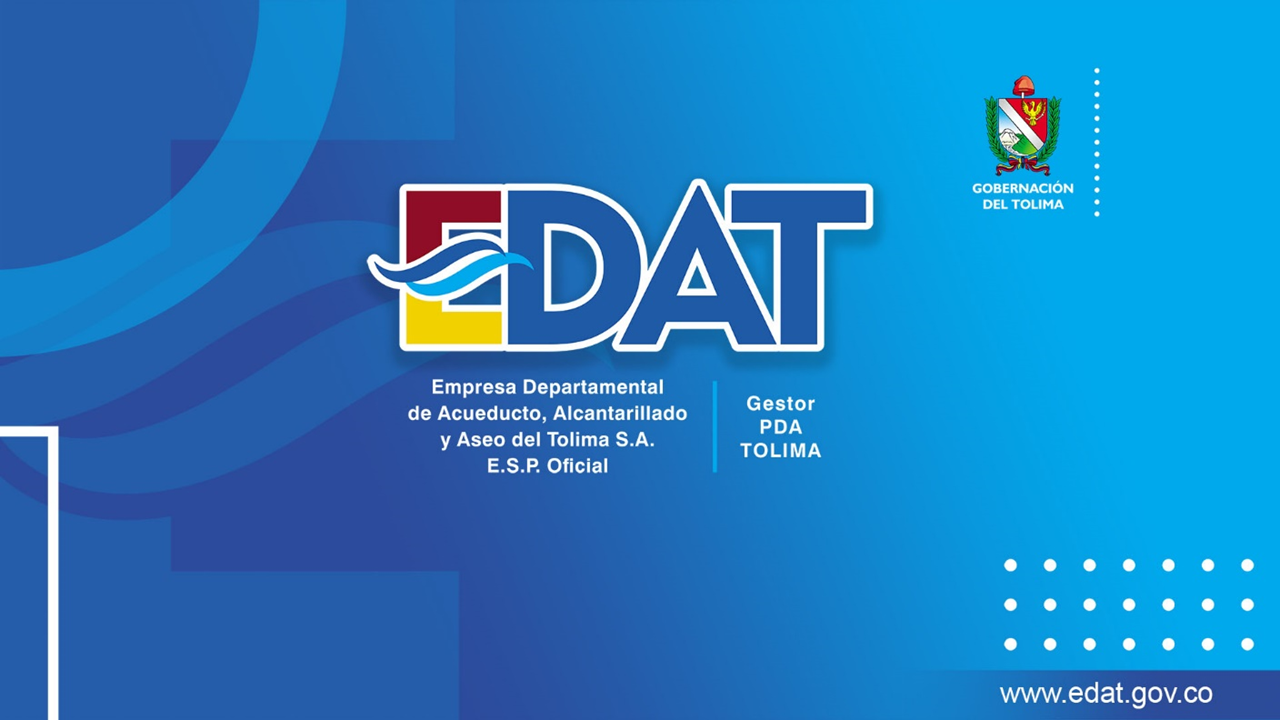 GOBERNACIÓN
DEL TOLIMA
EDAT
Empresa Departamental
de Acueducto, Alcantarillado
y Aseo del Tolima S.A.
E.S.P. Oficial
Gestor
PDA
TOLIMA
www.edat.gov.co